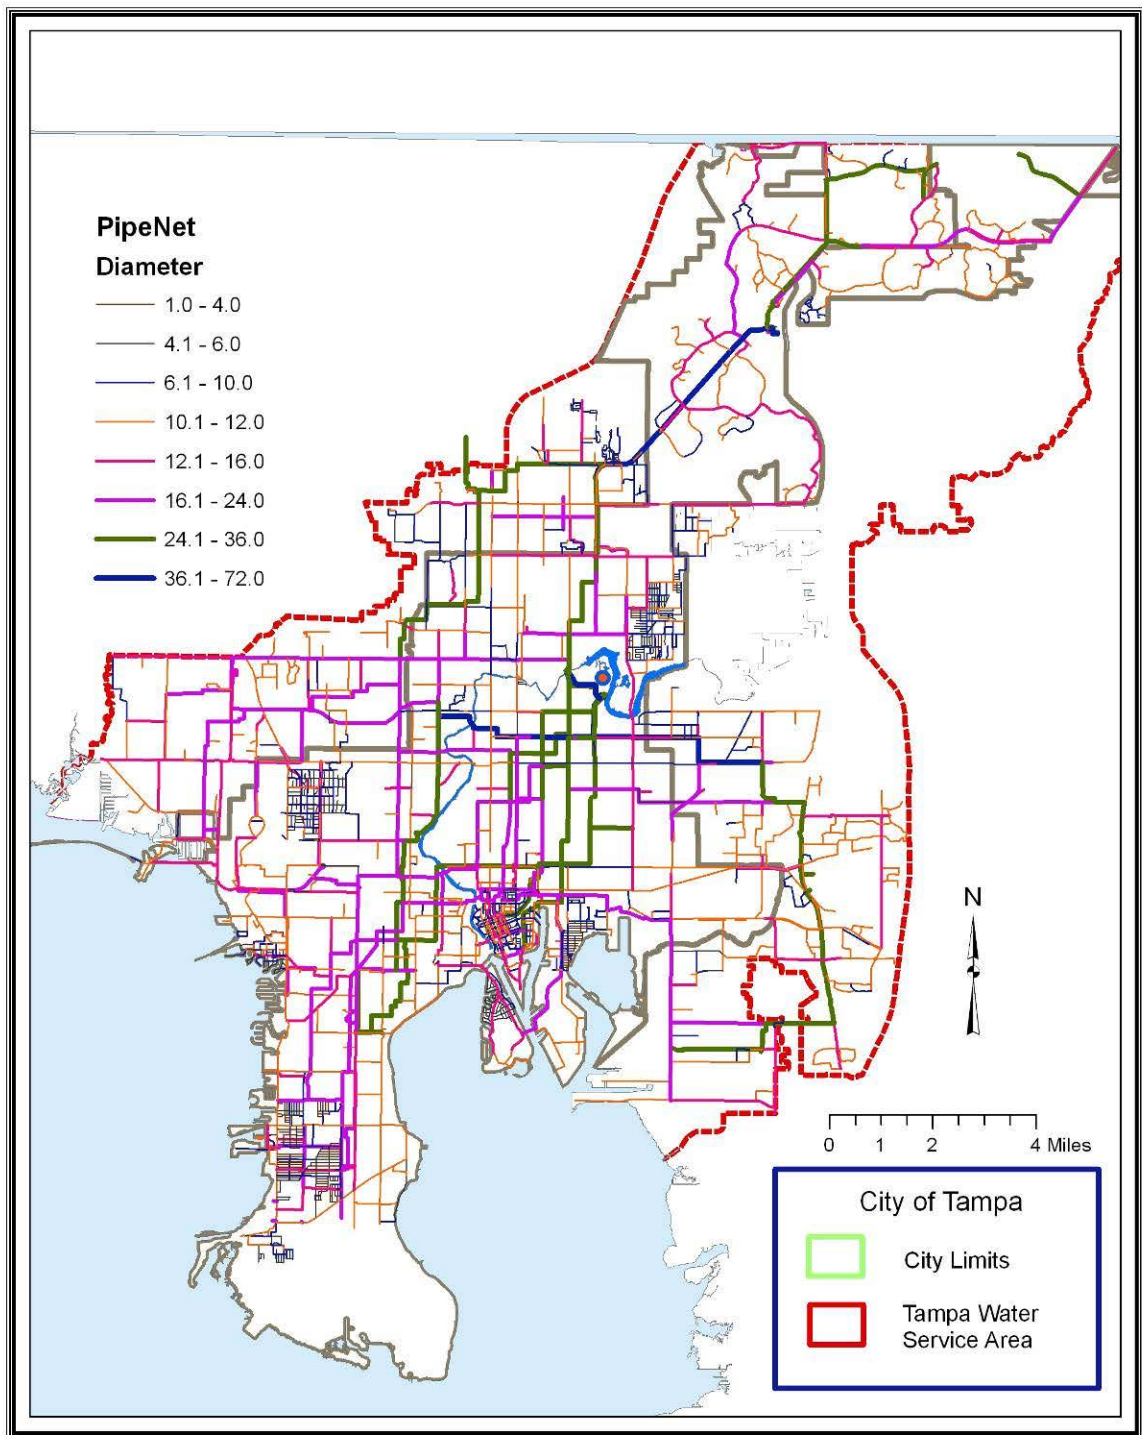 PipeNet
Diameter
1.0 - 4.0
4.1 - 6.0
6.1 - 10.0
10.1 - 12.0
12.1 - 16.0
16.1 - 24.0
24.1 - 36.0
36.1 - 72.0
N
0 1 2 4 Miles
City of Tampa
City Limits
Tampa Water
Service Area